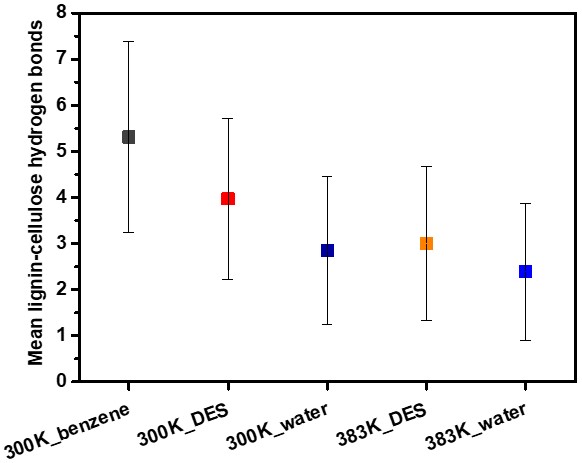 Mean lignin-cellulose hydrogen bonds
8
7
6
5
4
3
2
1
0
300K_benzene
300K_DES
300K_water
383K_DES
383K_water